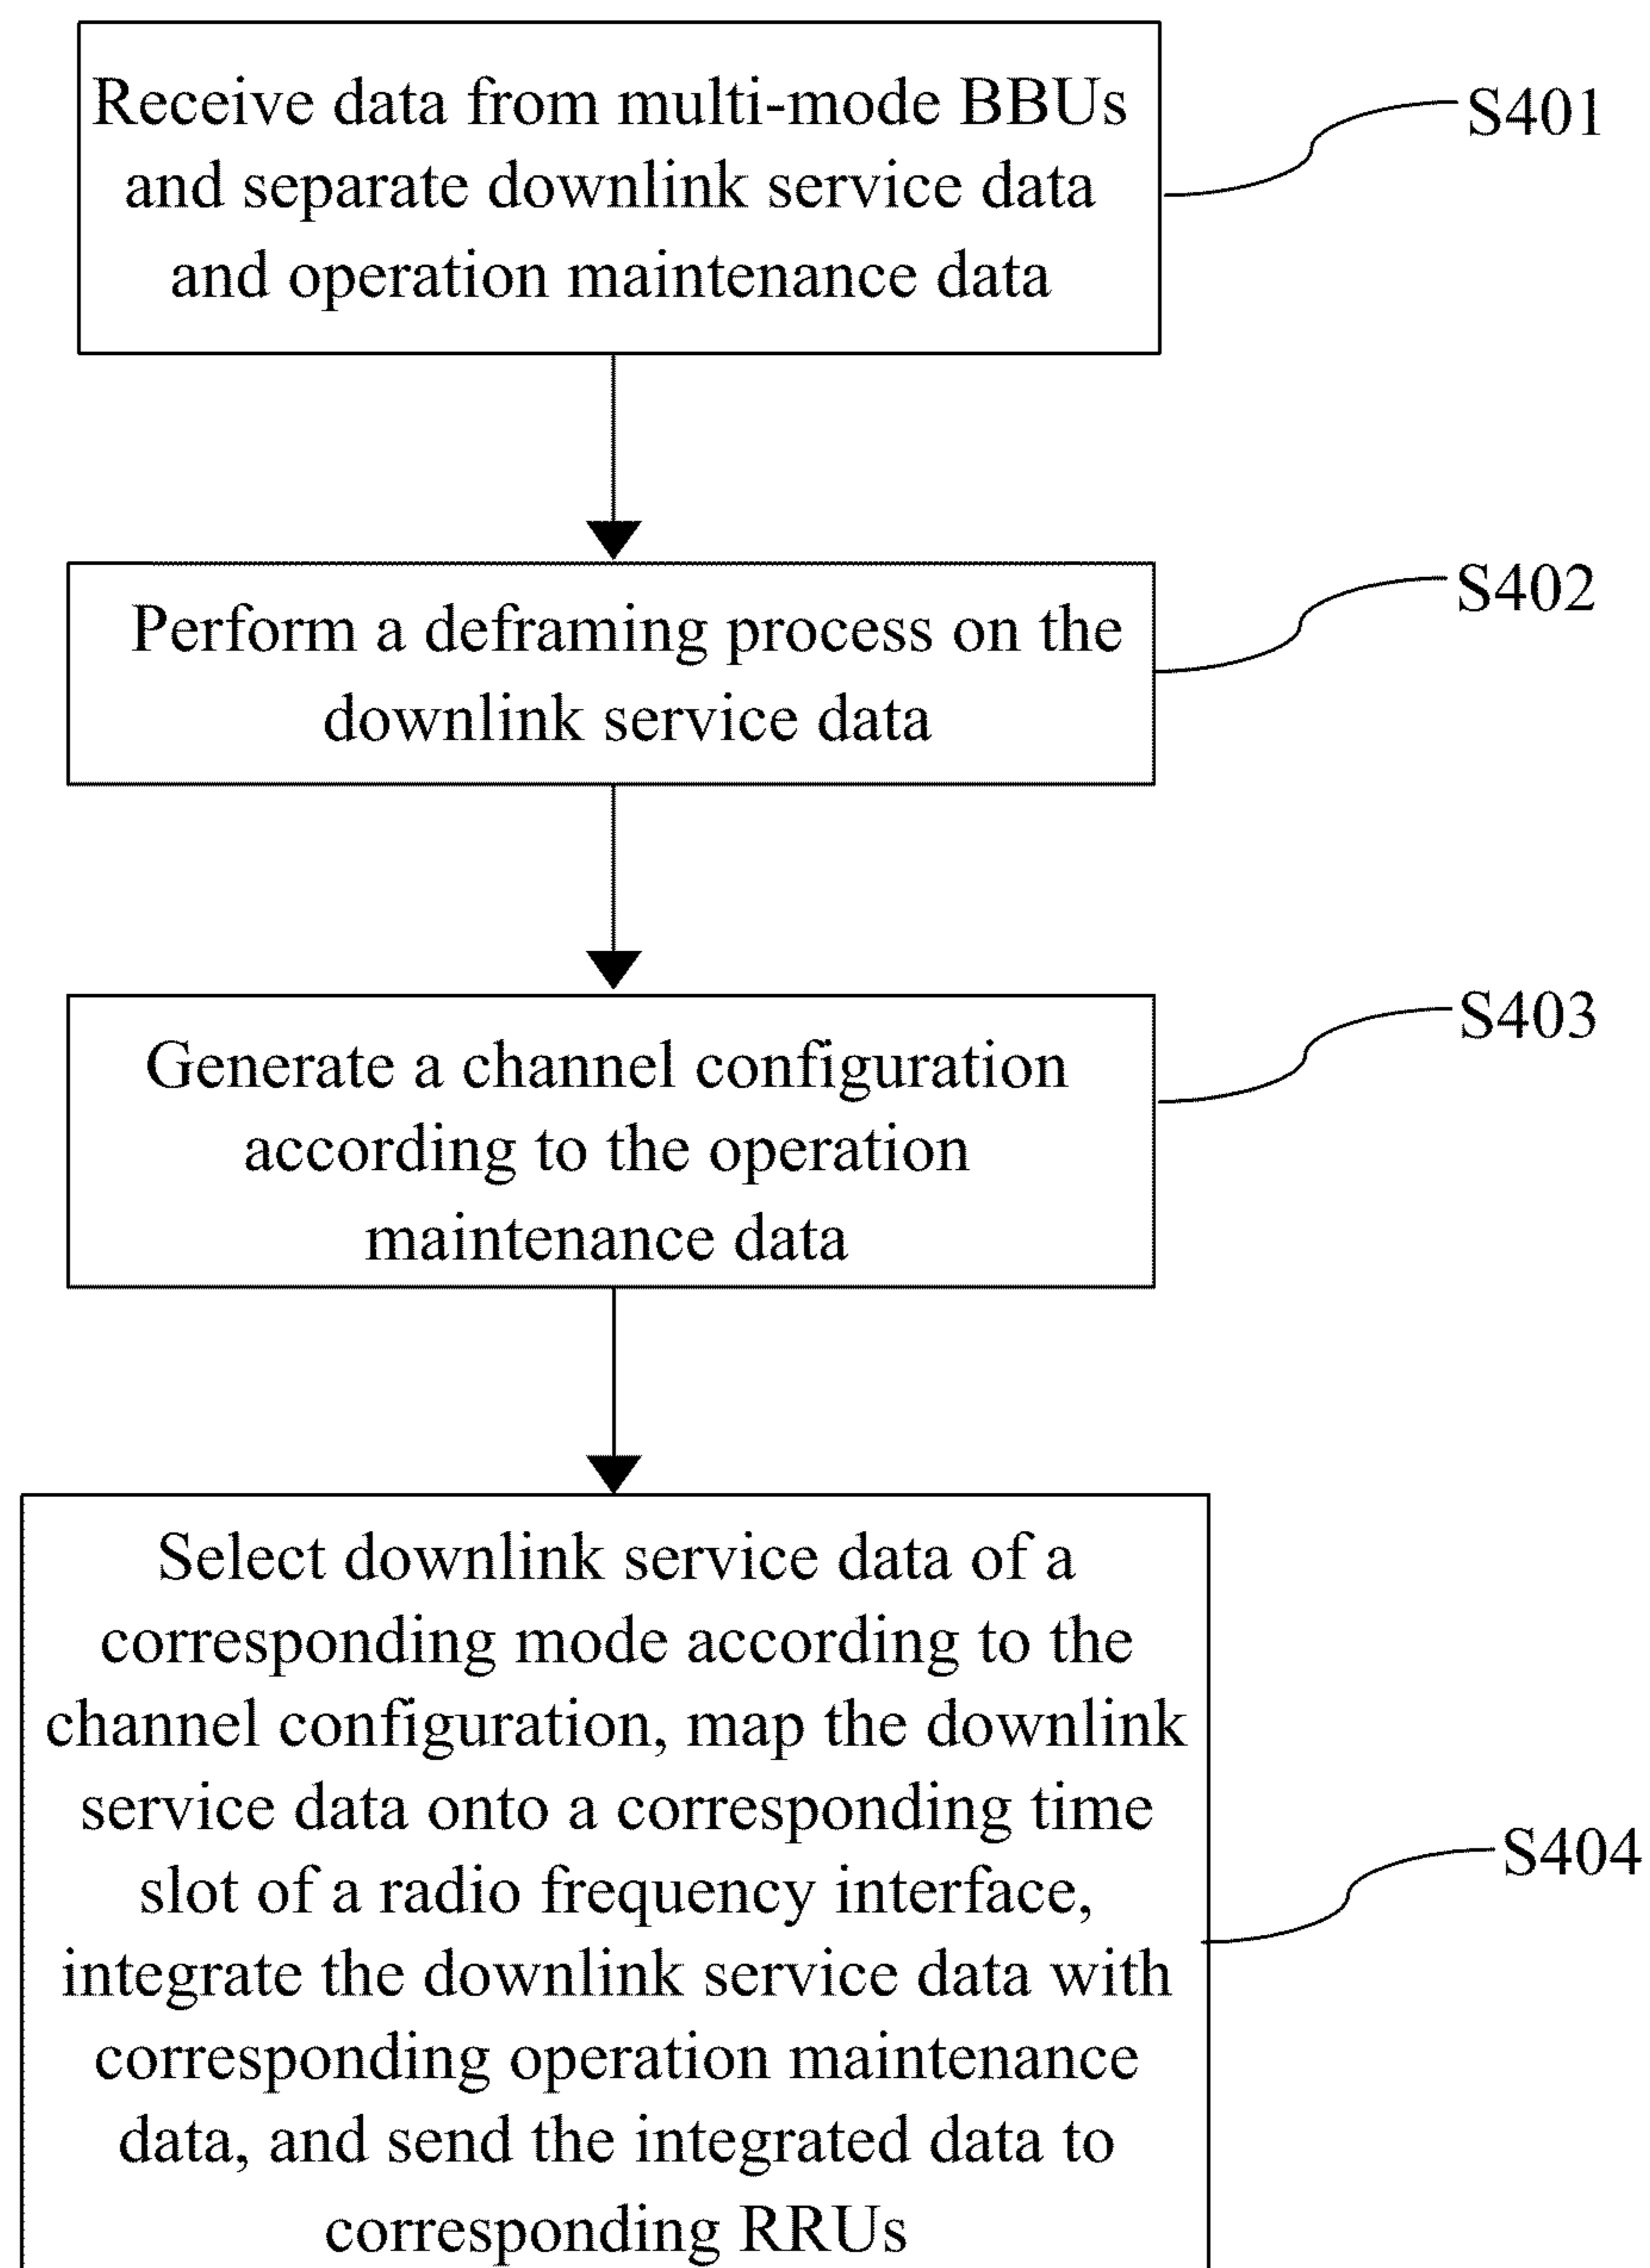 Receive data from multi-mode BBUs
and separate downlink service data
and operation maintenance data
S401
Perform a deframing process on the
downlink service data
S402
Generate a channel configuration
according to the operation
maintenance data
S403
Select downlink service data of a
corresponding mode according to the
channel configuration, map the downlink
service data onto a corresponding time
slot of a radio frequency interface,
integrate the downlink service data with
corresponding operation maintenance
data, and send the integrated data to
corresponding RRUs
S404